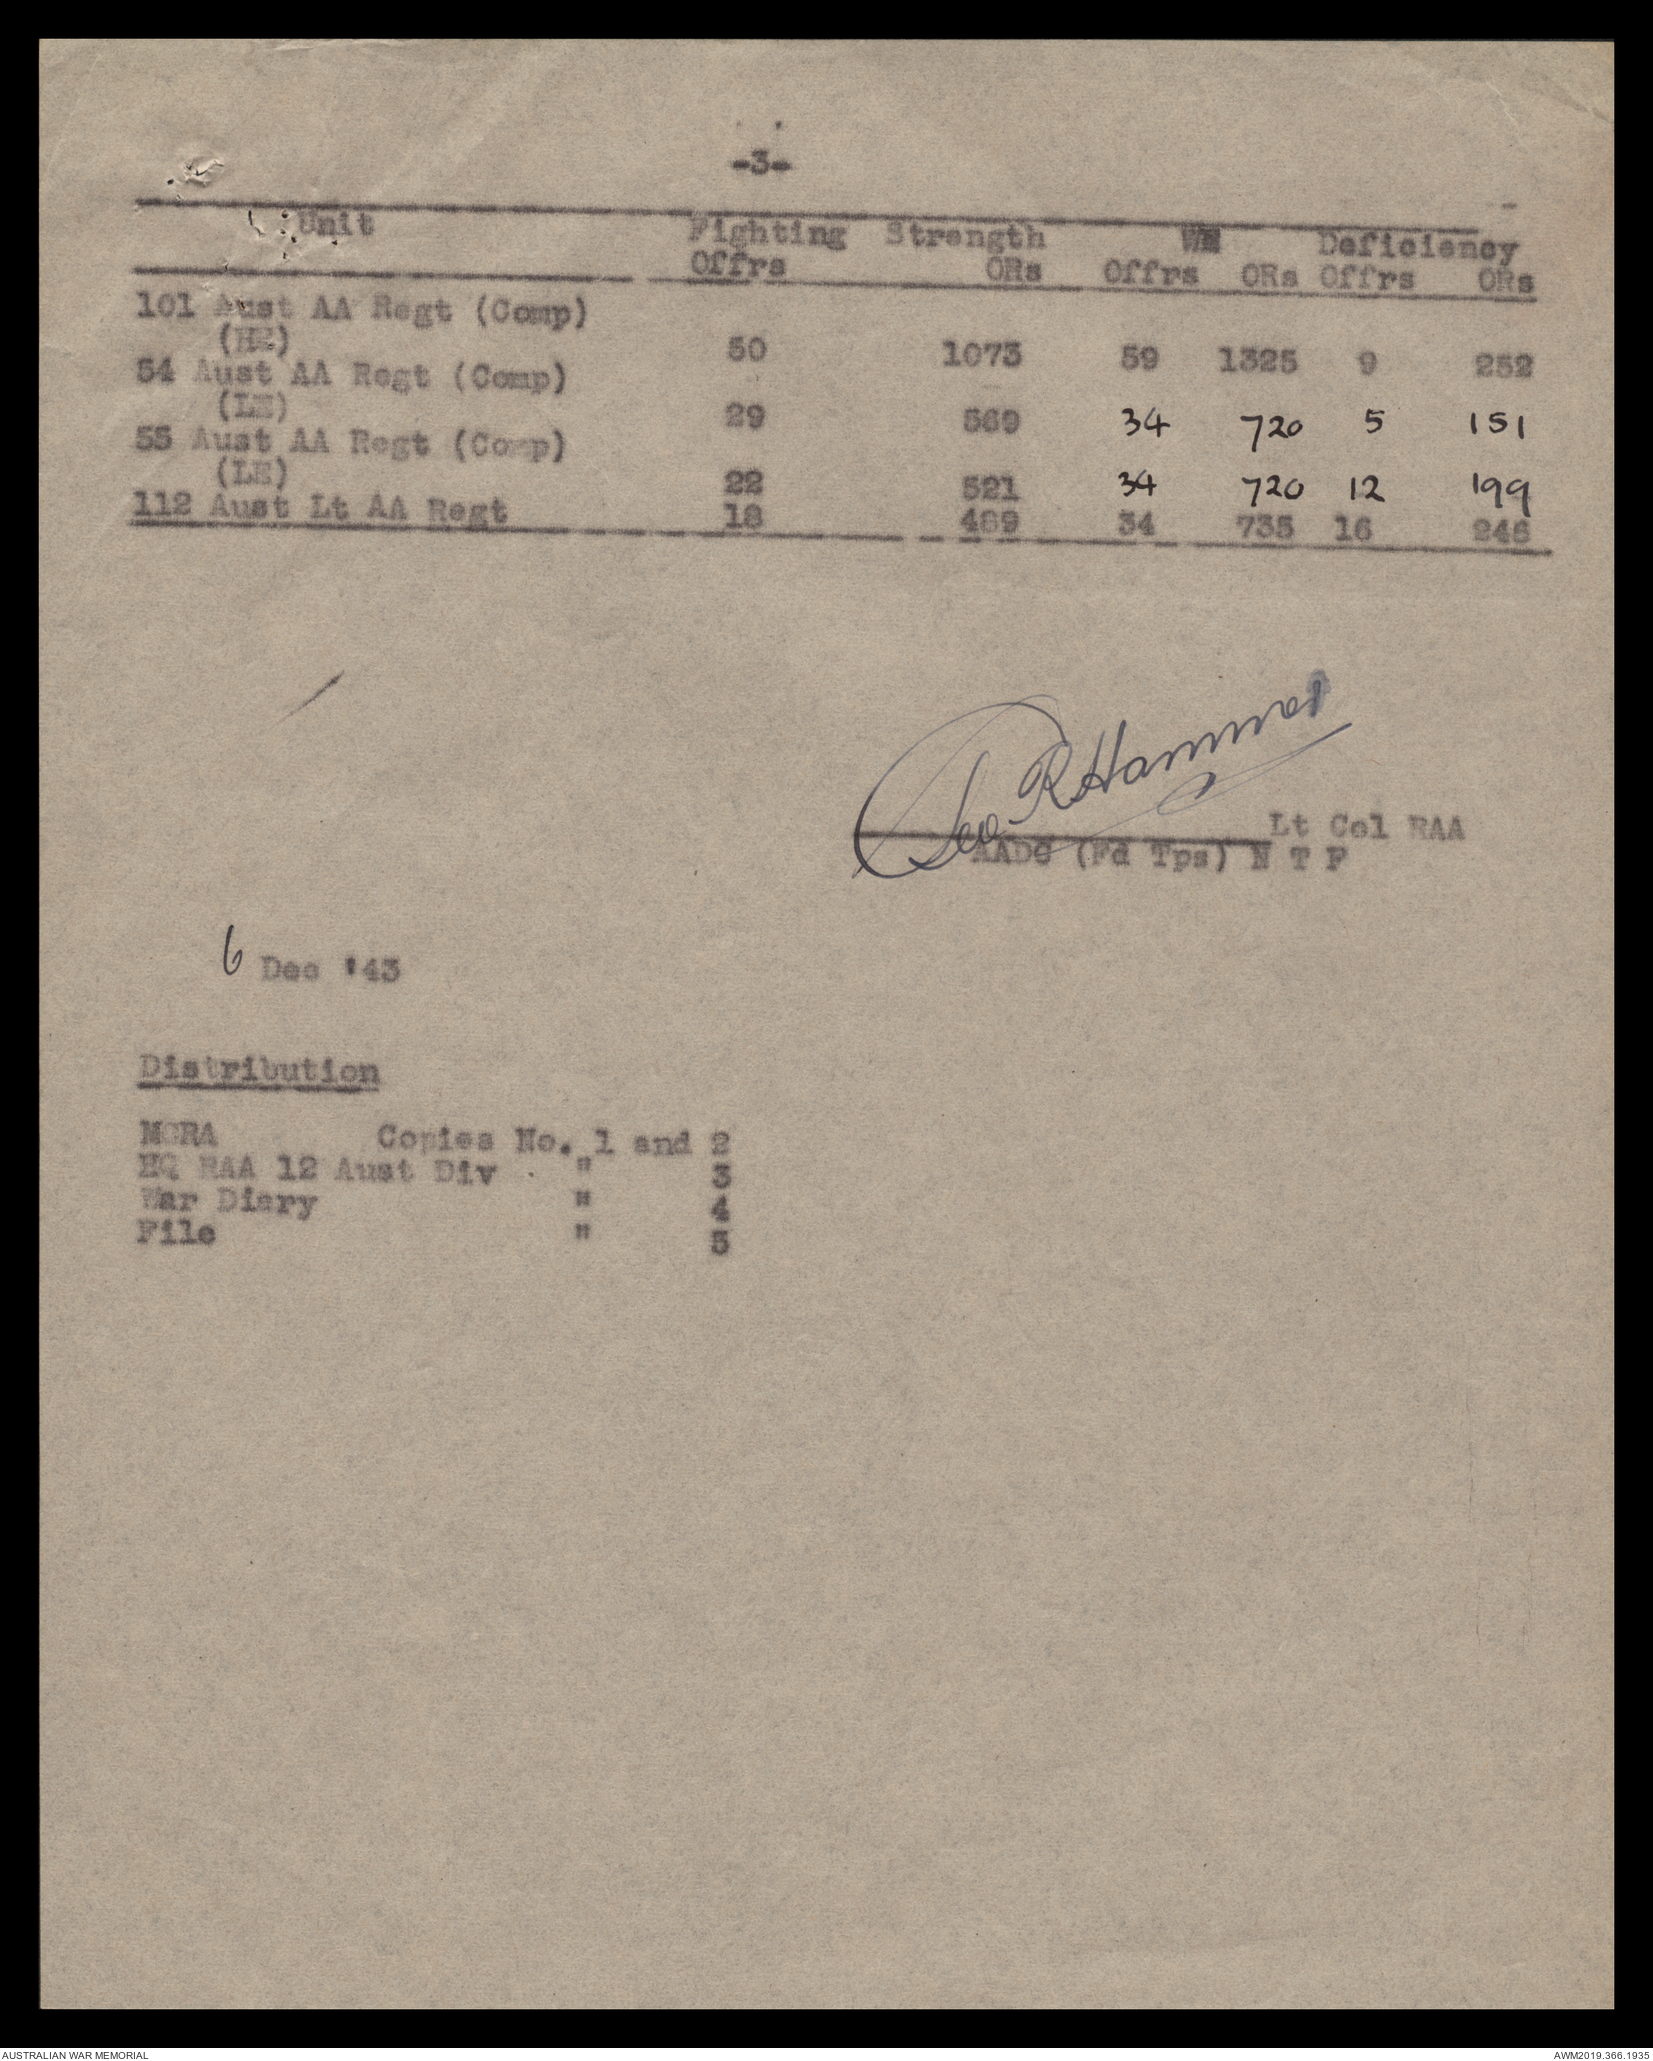 -3-
Unit Fighting Strength WE Deficiency
Offrs ORs Offrs ORs Offrs ORs
101 Aust AA Regt (Comp)
(HE) 50 1073 59 1325 9 252
54 Aust AA Regt (Comp)
(LE) 29 569 34 720 5 151
55 Aust AA Regt (Comp)
(LE) 22 521 34 720 12 199
112 Aust Lt AA Regt 18 489 34 735 16 246
Geo R Hammer
Lt Col RAA
AADC (Fd Tps) N T F
6 Dec '43
Distribution
MGRA Copies No. 1 and 2
HQ RAA 12 Aust Div " 3
War Diary " 4
File " 5
AUSTRALIAN WAR MEMORIAL AWM2019.366.1935